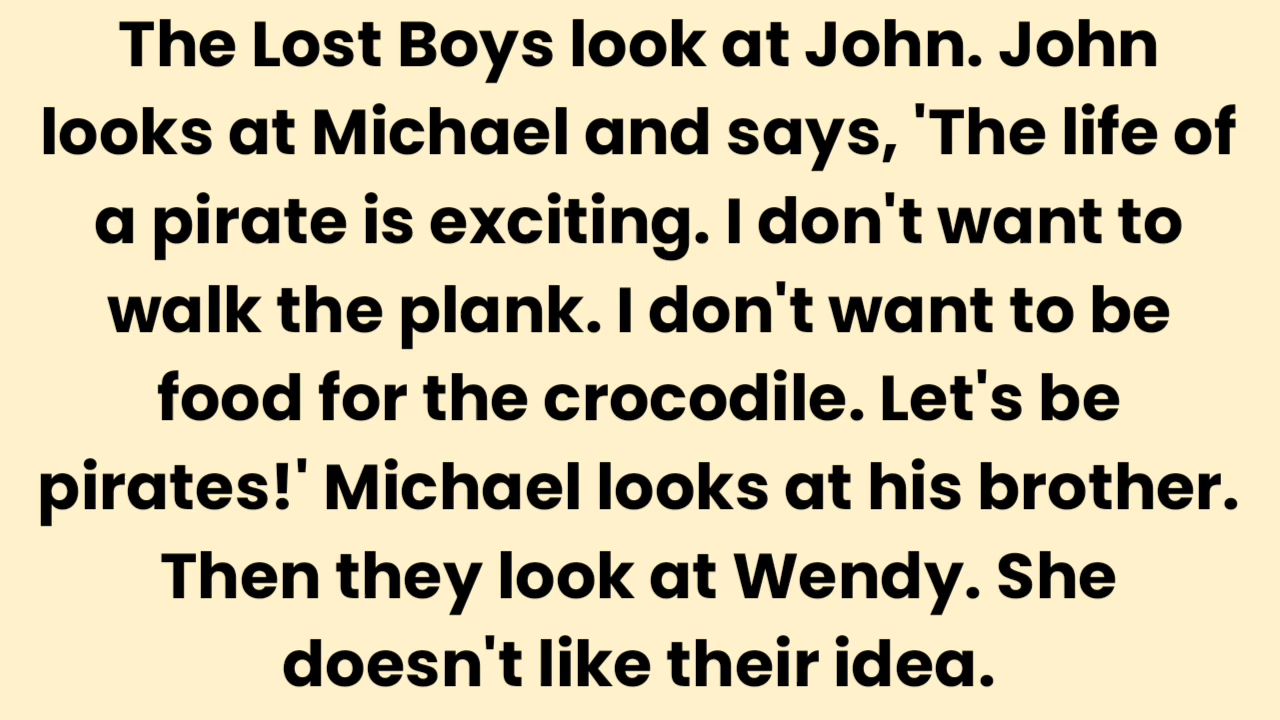 The Lost Boys look at John. John
looks at Michael and says, 'The life of
a pirate is exciting. I don't want to
walk the plank. I don't want to be
food for the crocodile. Let's be
pirates!' Michael looks at his brother.
Then they look at Wendy. She
doesn't like their idea.